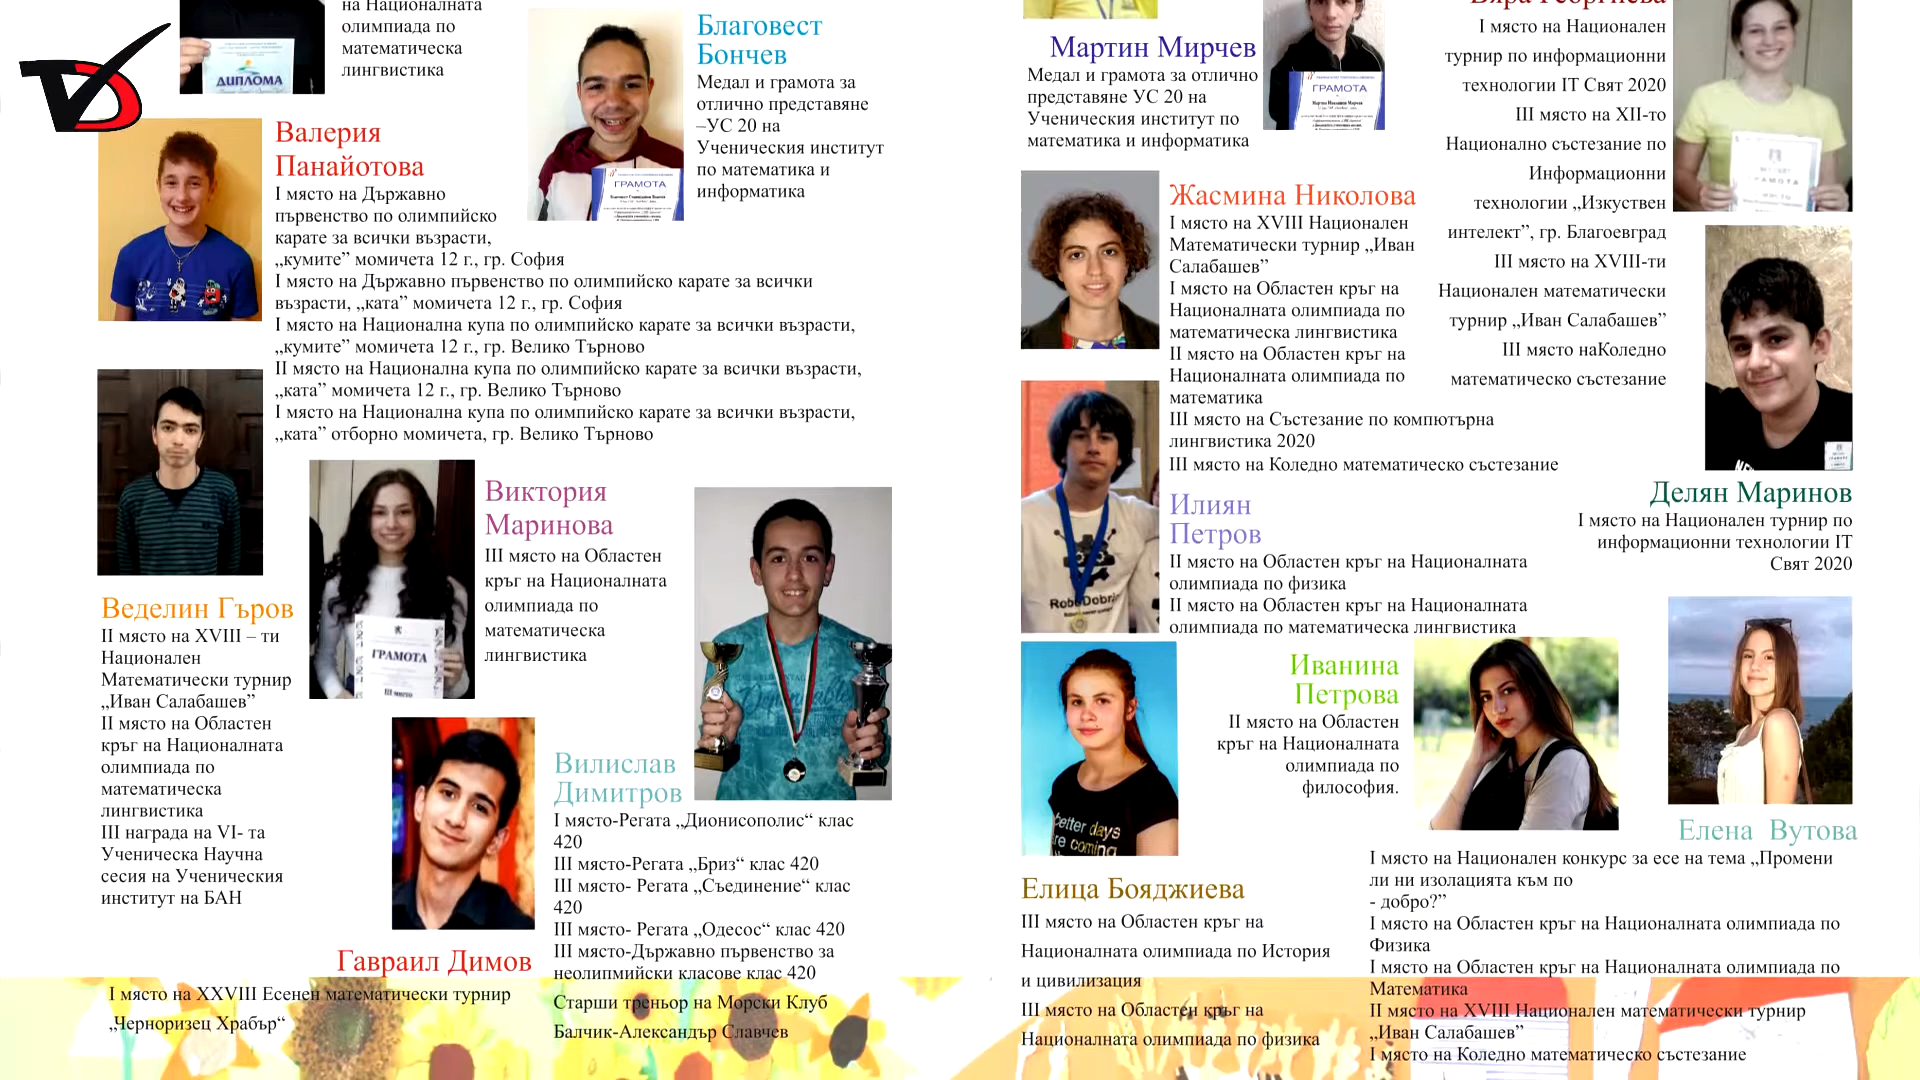 на Националната
олимпиада по
математическа
лингвистика
ДИПЛОМА
Благовест
Бончев
Медал и грамота за
отлично представяне
–УС 20 на
Ученическия институт
по математика и
информатика
ГРАМОТА
Валерия
Панайотова
I място на Държавно
първенство по олимпийско
карате за всички възрасти,
„кумите” момичета 12 г., гр. София
I място на Държавно първенство по олимпийско карате за всички
възрасти, „ката” момичета 12 г., гр. София
I място на Национална купа по олимпийско карате за всички възрасти,
„кумите” момичета 12 г., гр. Велико Търново
II място на Национална купа по олимпийско карате за всички възрасти,
„ката” момичета 12 г., гр. Велико Търново
I място на Национална купа по олимпийско карате за всички възрасти,
„ката” отборно момичета, гр. Велико Търново
Веделин Гъров
II място на XVIII – ти
Национален
Математически турнир
„Иван Салабашев”
II място на Областен
кръг на Националната
олимпиада по
математическа
лингвистика
III награда на VI- та
Ученическа Научна
сесия на Ученическия
институт на БАН
Виктория
Маринова
III място на Областен
кръг на Националната
олимпиада по
математическа
лингвистика
ГРАМОТА
III място
Вилислав
Димитров
I място-Регата „Дионисополис“ клас
420
III място-Регата „Бриз“ клас 420
III място- Регата „Съединение“ клас
420
III място- Регата „Одесос“ клас 420
III място-Държавно първенство за
неолипмийски класове клас 420
Старши треньор на Морски Клуб
Балчик-Александър Славчев
Гавраил Димов
I място на XXVIII Есенен математически турнир
„Черноризец Храбър“
Мартин Мирчев
Медал и грамота за отлично
представяне УС 20 на
Ученическия институт по
математика и информатика
ГРАМОТА
Вяра Георгиева
I място на Национален
турнир по информационни
технологии IT Свят 2020
III място на XII-то
Национално състезание по
Информационни
технологии „Изкуствен
интелект”, гр. Благоевград
III място на XVIII-ти
Национален математически
турнир „Иван Салабашев”
III място наКоледно
математическо състезание
ГРАМОТА
Жасмина Николова
I място на XVIII Национален
Математически турнир „Иван
Салабашев”
I място на Областен кръг на
Националната олимпиада по
математическа лингвистика
II място на Областен кръг на
Националната олимпиада по
математика
III място на Състезание по компютърна
лингвистика 2020
III място на Коледно математическо състезание
Делян Маринов
I място на Национален турнир по
информационни технологии IT
Свят 2020
Илиян
Петров
II място на Областен кръг на Националната
олимпиада по физика
II място на Областен кръг на Националната
олимпиада по математическа лингвистика
Иванина
Петрова
II място на Областен
кръг на Националната
олимпиада по
философия.
better days
are coming
Елица Бояджиева
III място на Областен кръг на
Националната олимпиада по История
и цивилизация
III място на Областен кръг на
Националната олимпиада по физика
Елена Вутова
I място на Национален конкурс за есе на тема „Промени
ли ни изолацията към по
- добро?”
I място на Областен кръг на Националната олимпиада по
Физика
I място на Областен кръг на Националната олимпиада по
Математика
II място на XVIII Национален математически турнир
„Иван Салабашев”
I място на Коледно математическо състезание